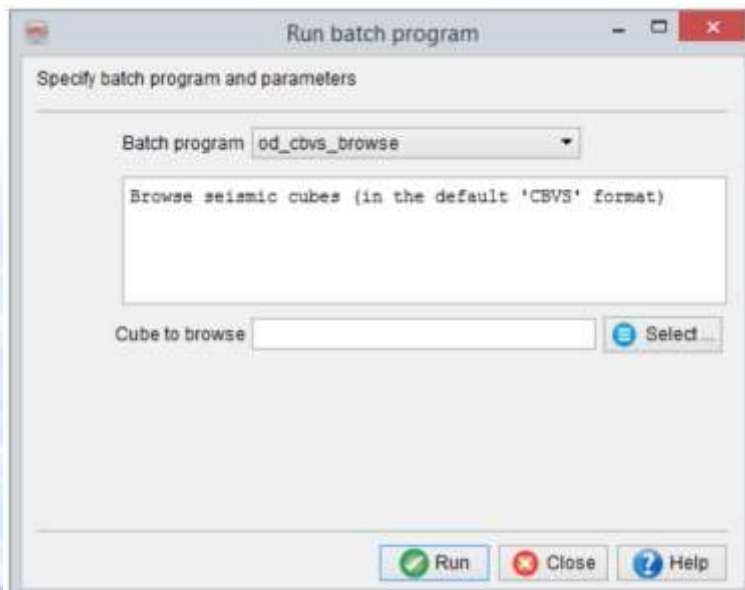 Run batch program
Specify batch program and parameters
Batch program od_cbvs_browse
Browse seismic cubes (in the default 'CBVS' format)
Cube to browse Select ...
Run Close Help